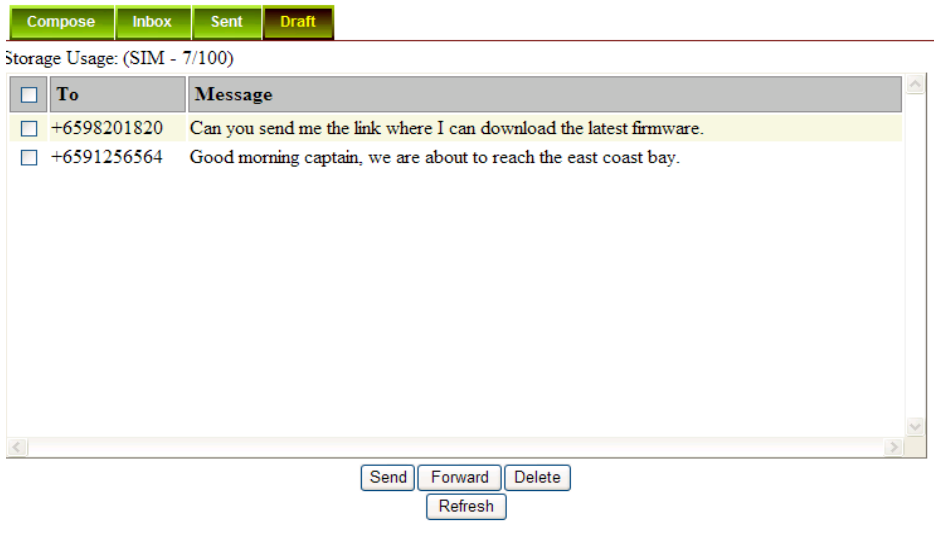 Compose Inbox Sent Draft
Storage Usage: (SIM - 7/100)
To Message
+6598201820 Can you send me the link where I can download the latest firmware.
+6591256564 Good morning captain, we are about to reach the east coast bay.
Send Forward Delete
Refresh